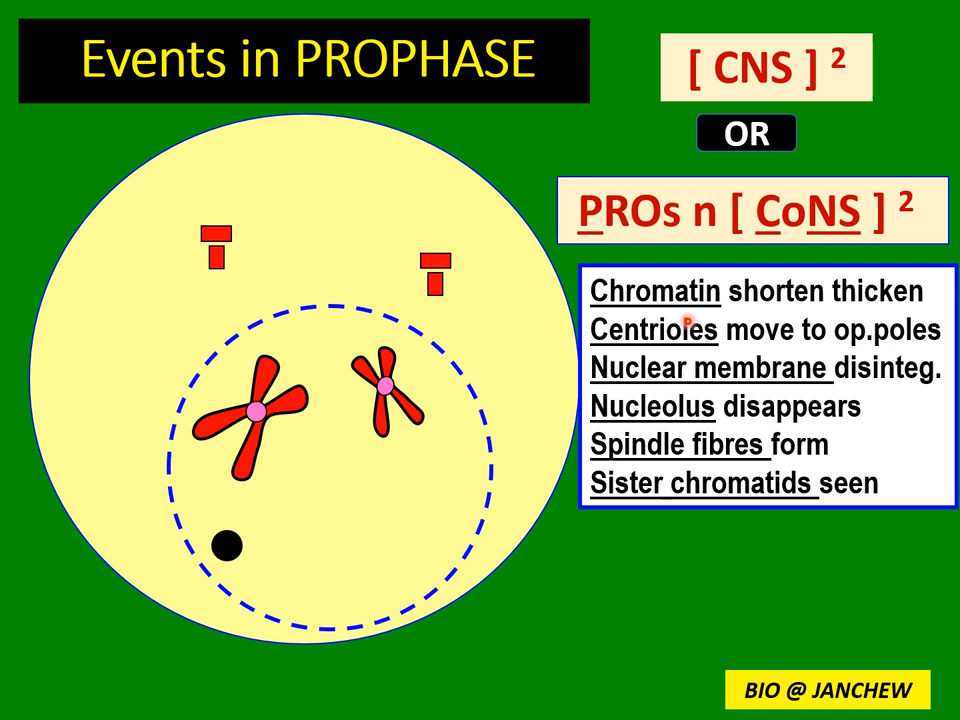 Events in PROPHASE
[ CNS ] 2
OR
PROs n [ CoNS ] 2
Chromatin shorten thicken
Centrioles move to op.poles
Nuclear membrane disinteg.
Nucleolus disappears
Spindle fibres form
Sister chromatids seen
BIO @ JANCHEW